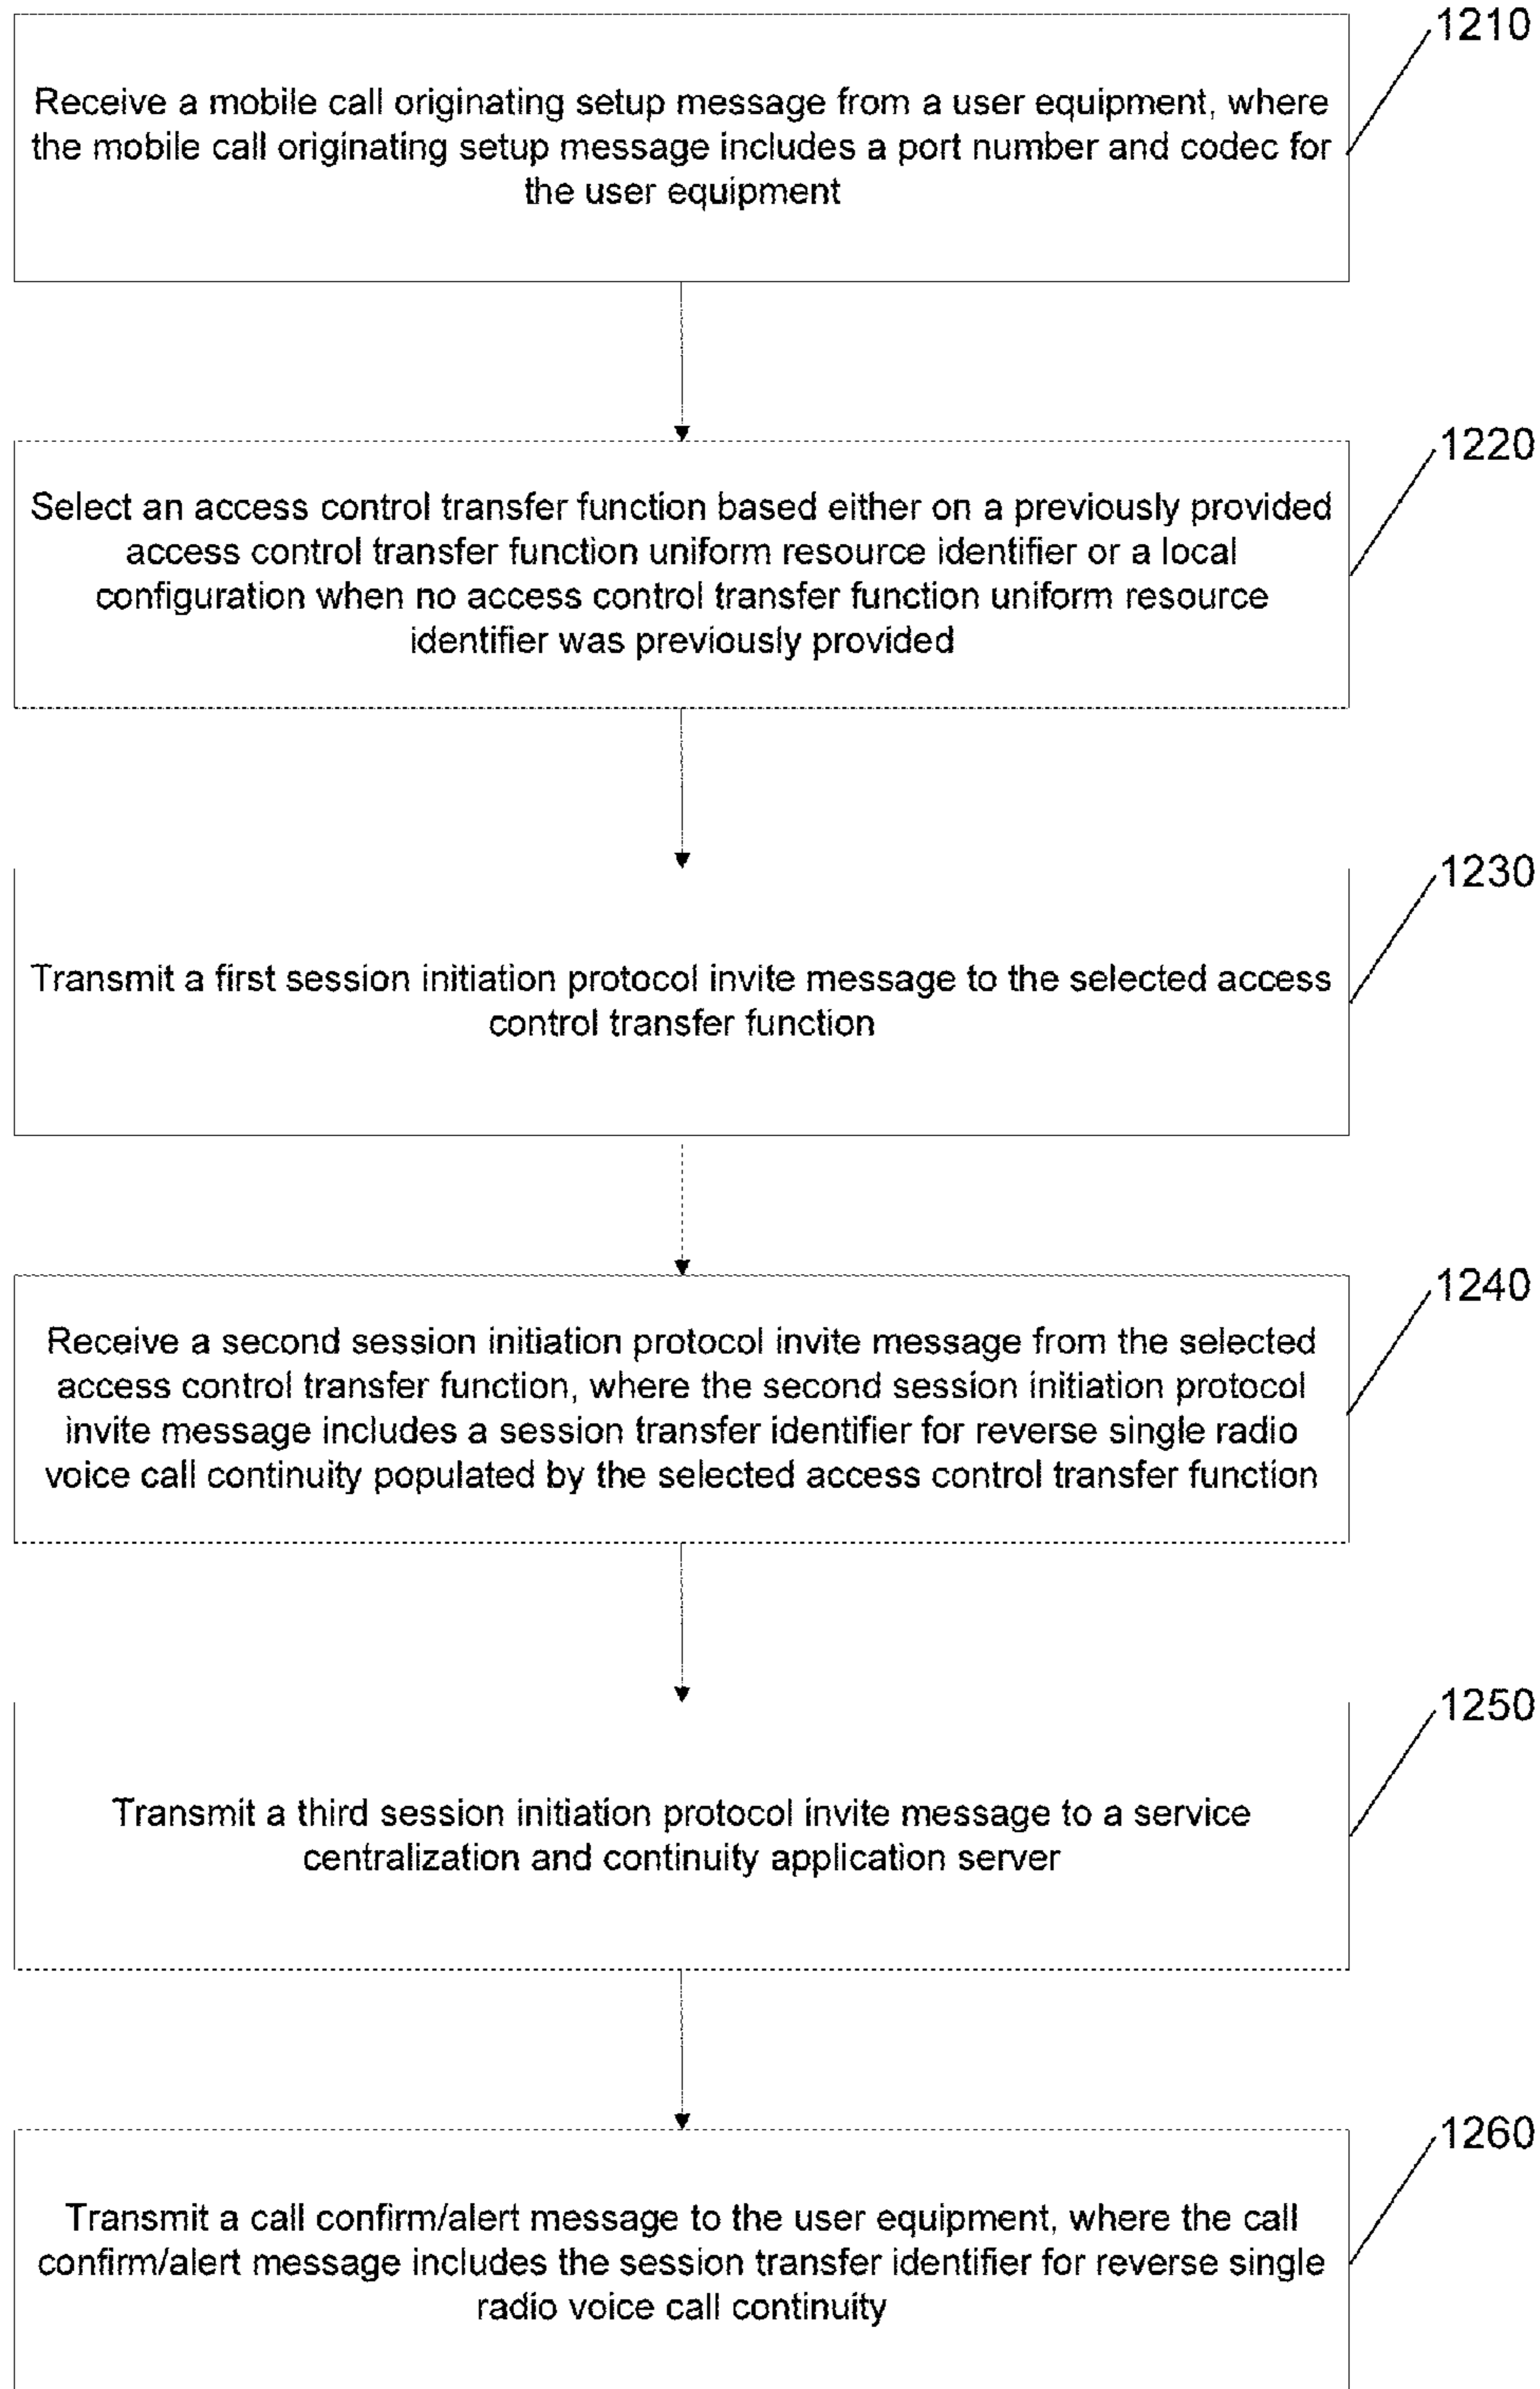 1210
Receive a mobile call originating setup message from a user equipment, where
the mobile call originating setup message includes a port number and codec for
the user equipment
1220
Select an access control transfer function based either on a previously provided
access control transfer function uniform resource identifier or a local
configuration when no access control transfer function uniform resource
identifier was previously provided
1230
Transmit a first session initiation protocol invite message to the selected access
control transfer function
1240
Receive a second session initiation protocol invite message from the selected
access control transfer function, where the second session initiation protocol
invite message includes a session transfer identifier for reverse single radio
voice call continuity populated by the selected access control transfer function
1250
Transmit a third session initiation protocol invite message to a service
centralization and continuity application server
1260
Transmit a call confirm/alert message to the user equipment, where the call
confirm/alert message includes the session transfer identifier for reverse single
radio voice call continuity